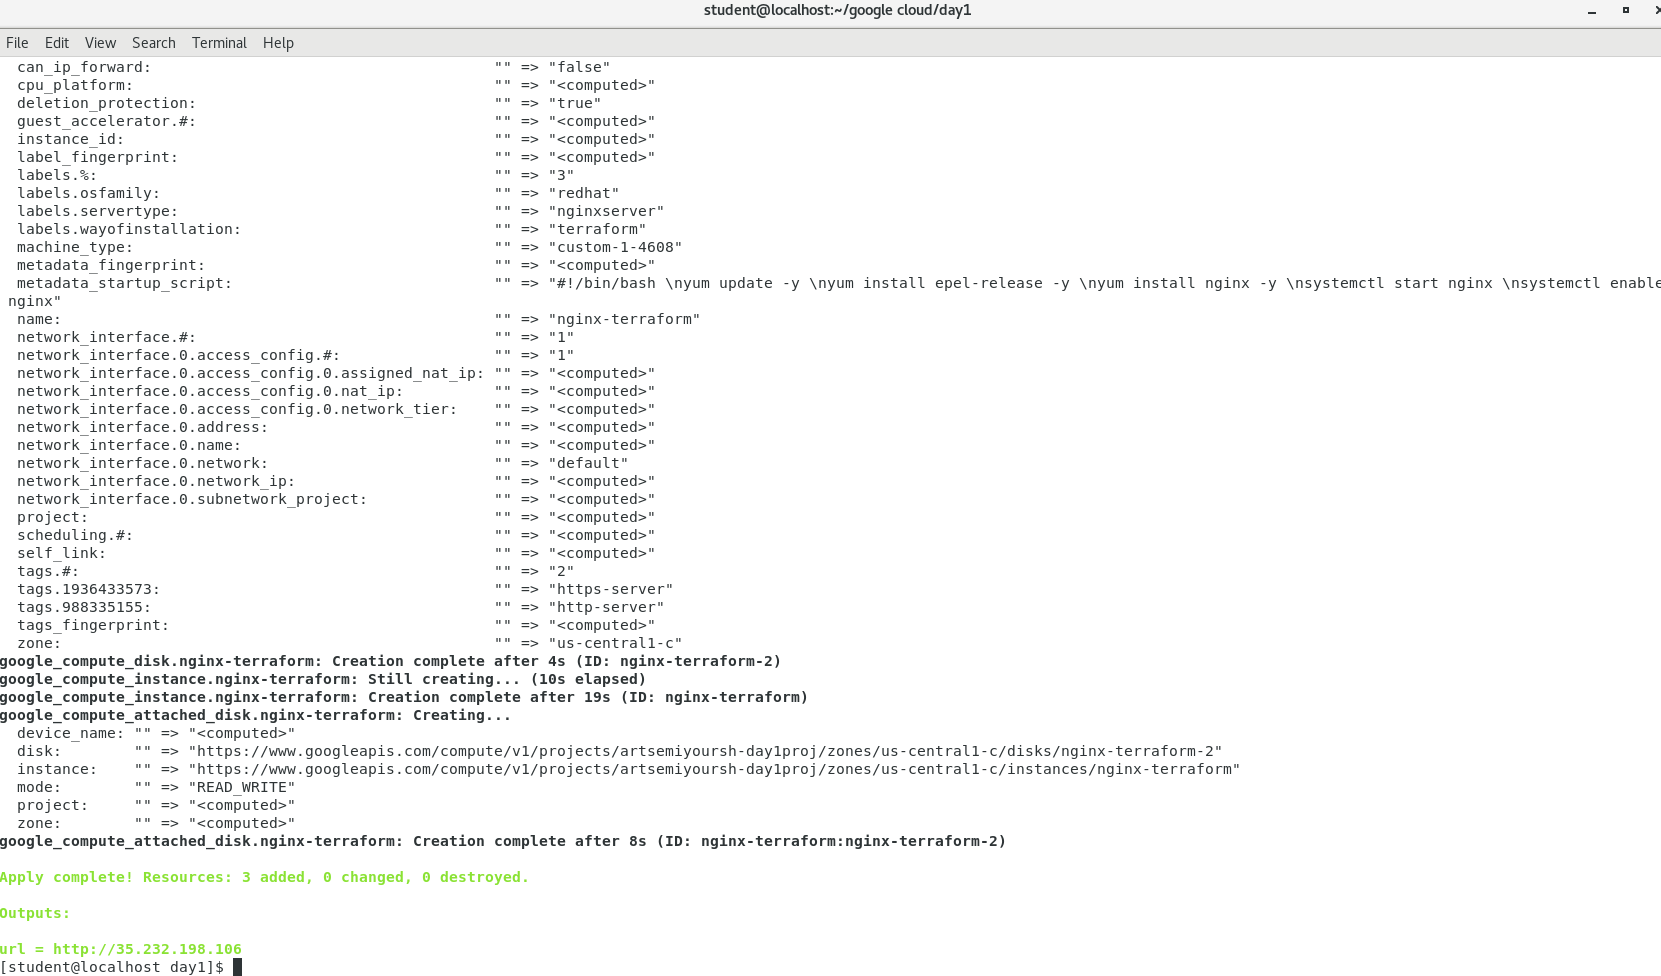 student@localhost:~/google cloud/day1
File Edit View Search Terminal Help
can_ip_forward: "" => "false"
cpu_platform: "" => "<computed>"
deletion_protection: "" => "true"
guest_accelerator.#: "" => "<computed>"
instance_id: "" => "<computed>"
label_fingerprint: "" => "<computed>"
labels.%: "" => "3"
labels.osfamily: "" => "redhat"
labels.servertype: "" => "nginxserver"
labels.wayofinstallation: "" => "terraform"
machine_type: "" => "custom-1-4608"
metadata_fingerprint: "" => "<computed>"
metadata_startup_script: "" => "#!/bin/bash \nyum update -y \nyum install epel-release -y \nyum install nginx -y \nsystemctl start nginx \nsystemctl enable
nginx"
name: "" => "nginx-terraform"
network_interface.#: "" => "1"
network_interface.0.access_config.#: "" => "1"
network_interface.0.access_config.0.assigned_nat_ip: "" => "<computed>"
network_interface.0.access_config.0.nat_ip: "" => "<computed>"
network_interface.0.access_config.0.network_tier: "" => "<computed>"
network_interface.0.address: "" => "<computed>"
network_interface.0.name: "" => "<computed>"
network_interface.0.network: "" => "default"
network_interface.0.network_ip: "" => "<computed>"
network_interface.0.subnetwork_project: "" => "<computed>"
project: "" => "<computed>"
scheduling.#: "" => "<computed>"
self_link: "" => "<computed>"
tags.#: "" => "2"
tags.1936433573: "" => "https-server"
tags.988335155: "" => "http-server"
tags_fingerprint: "" => "<computed>"
zone: "" => "us-central1-c"
google_compute_disk.nginx-terraform: Creation complete after 4s (ID: nginx-terraform-2)
google_compute_instance.nginx-terraform: Still creating... (10s elapsed)
google_compute_instance.nginx-terraform: Creation complete after 19s (ID: nginx-terraform)
google_compute_attached_disk.nginx-terraform: Creating...
device_name: "" => "<computed>"
disk: "" => "https://www.googleapis.com/compute/v1/projects/artsemiyoursh-day1proj/zones/us-central1-c/disks/nginx-terraform-2"
instance: "" => "https://www.googleapis.com/compute/v1/projects/artsemiyoursh-day1proj/zones/us-central1-c/instances/nginx-terraform"
mode: "" => "READ_WRITE"
project: "" => "<computed>"
zone: "" => "<computed>"
google_compute_attached_disk.nginx-terraform: Creation complete after 8s (ID: nginx-terraform:nginx-terraform-2)
Apply complete! Resources: 3 added, 0 changed, 0 destroyed.
Outputs:
url = http://35.232.198.106
[student@localhost day1]$